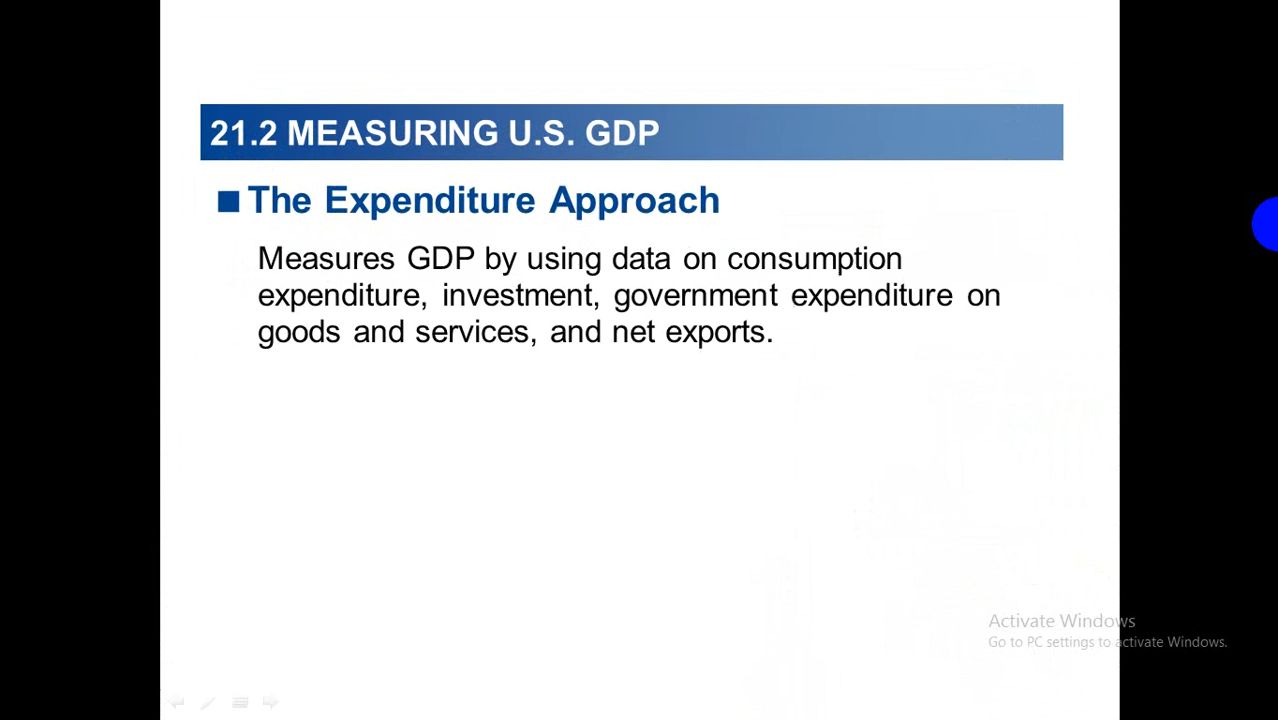 21.2 MEASURING U.S. GDP
The Expenditure Approach
Measures GDP by using data on consumption
expenditure, investment, government expenditure on
goods and services, and net exports.
Activate Windows
Go to PC settings to activate Windows.